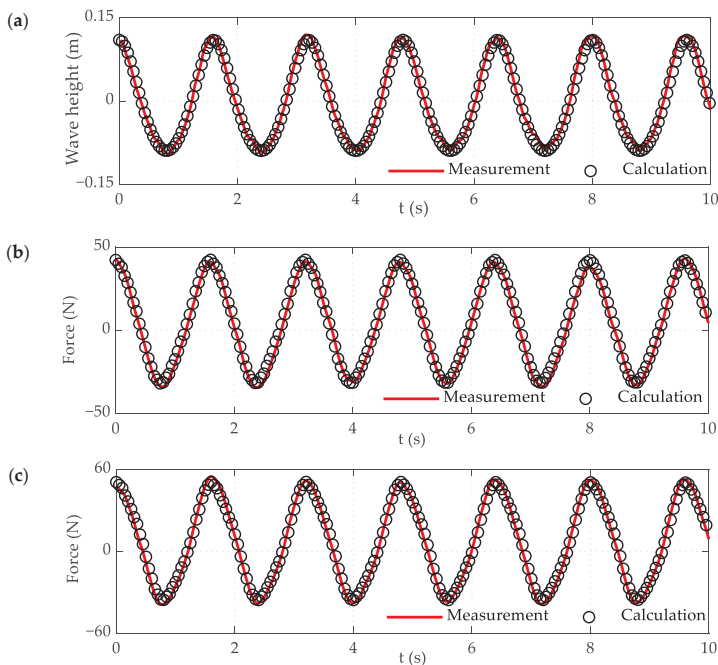 (a)
0.15
Wave height (m)
0
−0.15
Measurement
Calculation
0 2 4 6 8 10
t (s)
(b)
50
Force (N)
0
−50
Measurement
Calculation
0 2 4 6 8 10
t (s)
(c)
60
Force (N)
0
−60
Measurement
Calculation
0 2 4 6 8 10
t (s)